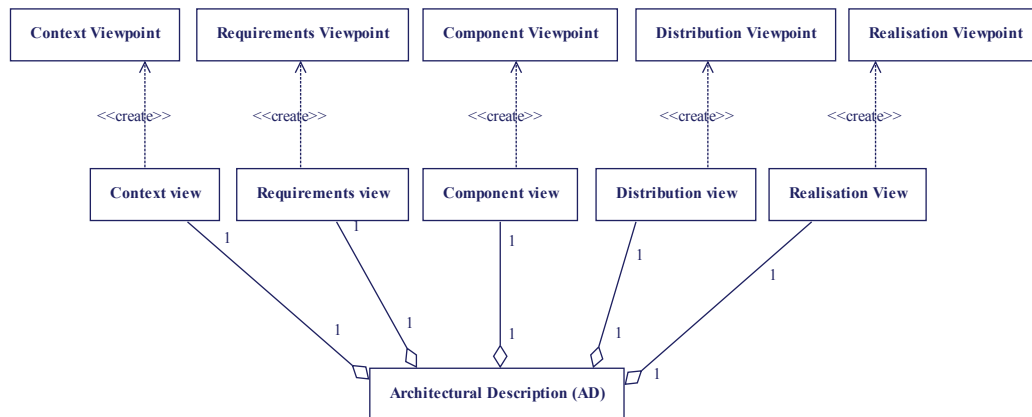 Context Viewpoint
Requirements Viewpoint
Component Viewpoint
Distribution Viewpoint
Realisation Viewpoint
<<create>>
<<create>>
<<create>>
<<create>>
<<create>>
Context view
Requirements view
Component view
Distribution view
Realisation View
1
1
1
1
1
1
1
1
1
1
Architectural Description (AD)